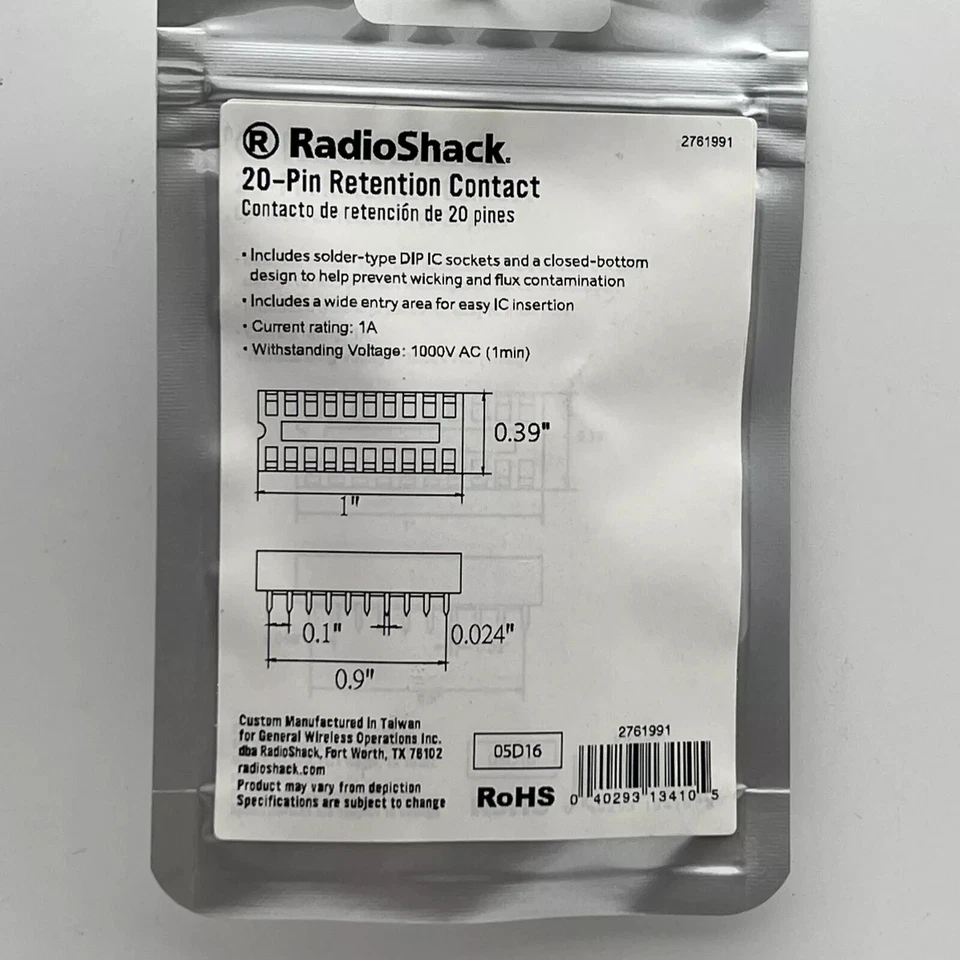 ® RadioShack.
2761991
20-Pin Retention Contact
Contacto de retención de 20 pines
• Includes solder-type DIP IC sockets and a closed-bottom
design to help prevent wicking and flux contamination
• Includes a wide entry area for easy IC insertion
• Current rating: 1A
• Withstanding Voltage: 1000V AC (1min)
0.39"
1"
0.1"
0.024"
0.9"
Custom Manufactured in Taiwan
for General Wireless Operations Inc.
dba RadioShack, Fort Worth, TX 76102
radioshack.com
Product may vary from depiction
Specifications are subject to change
05D16
RoHS
2761991
0 40293 13410 5